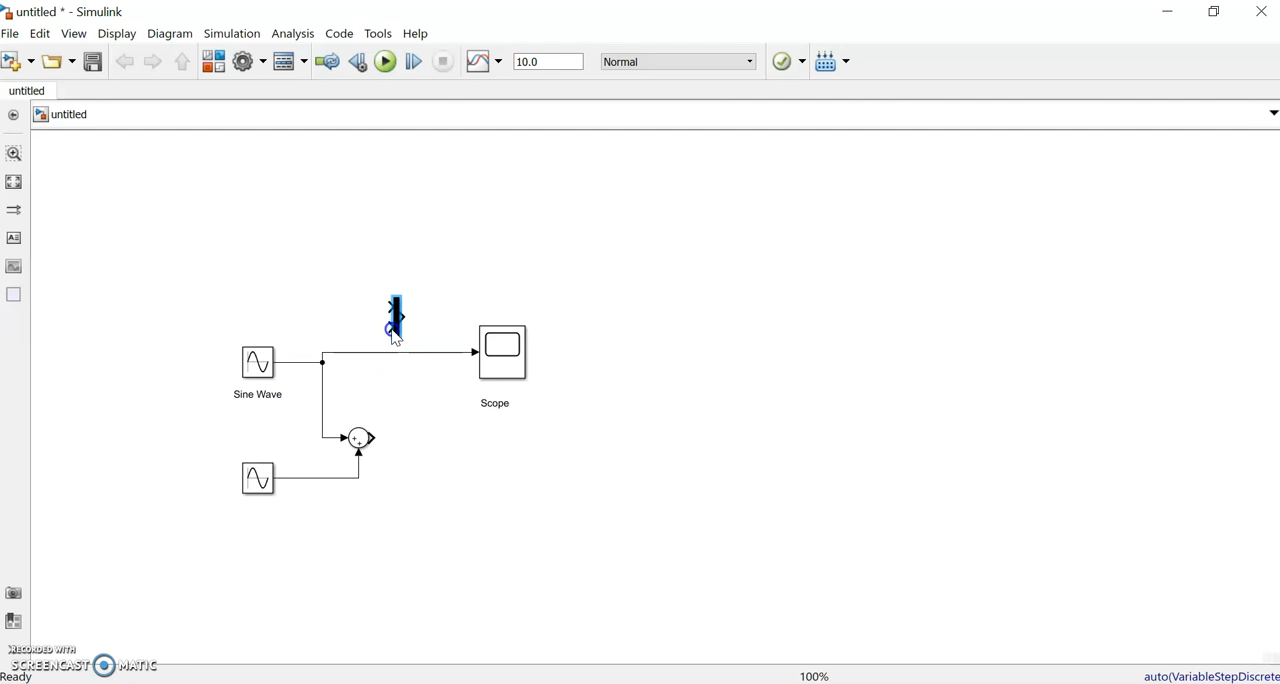 untitled * - Simulink
File Edit View Display Diagram Simulation Analysis Code Tools Help
10.0 Normal
untitled
untitled
Sine Wave
Scope
RECORDED WITH
SCREENCAST MATIC
Ready 100% auto(VariableStepDiscrete